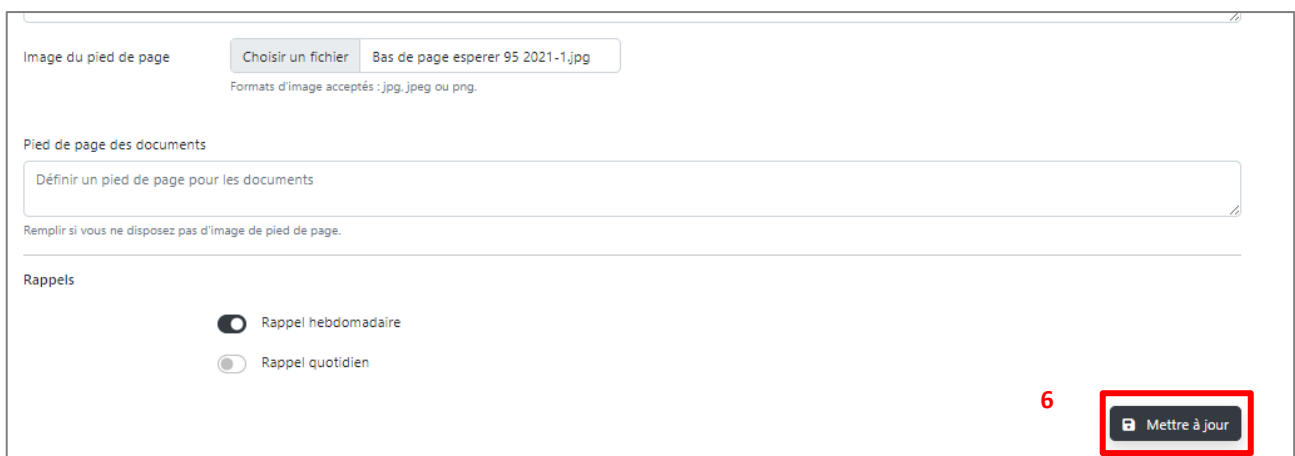 Image du pied de page
Choisir un fichier Bas de page esperer 95 2021-1.jpg
Formats d'image acceptés : jpg, jpeg ou png.
Pied de page des documents
Définir un pied de page pour les documents
Remplir si vous ne disposez pas d'image de pied de page.
Rappels
Rappel hebdomadaire
Rappel quotidien
6
Mettre à jour